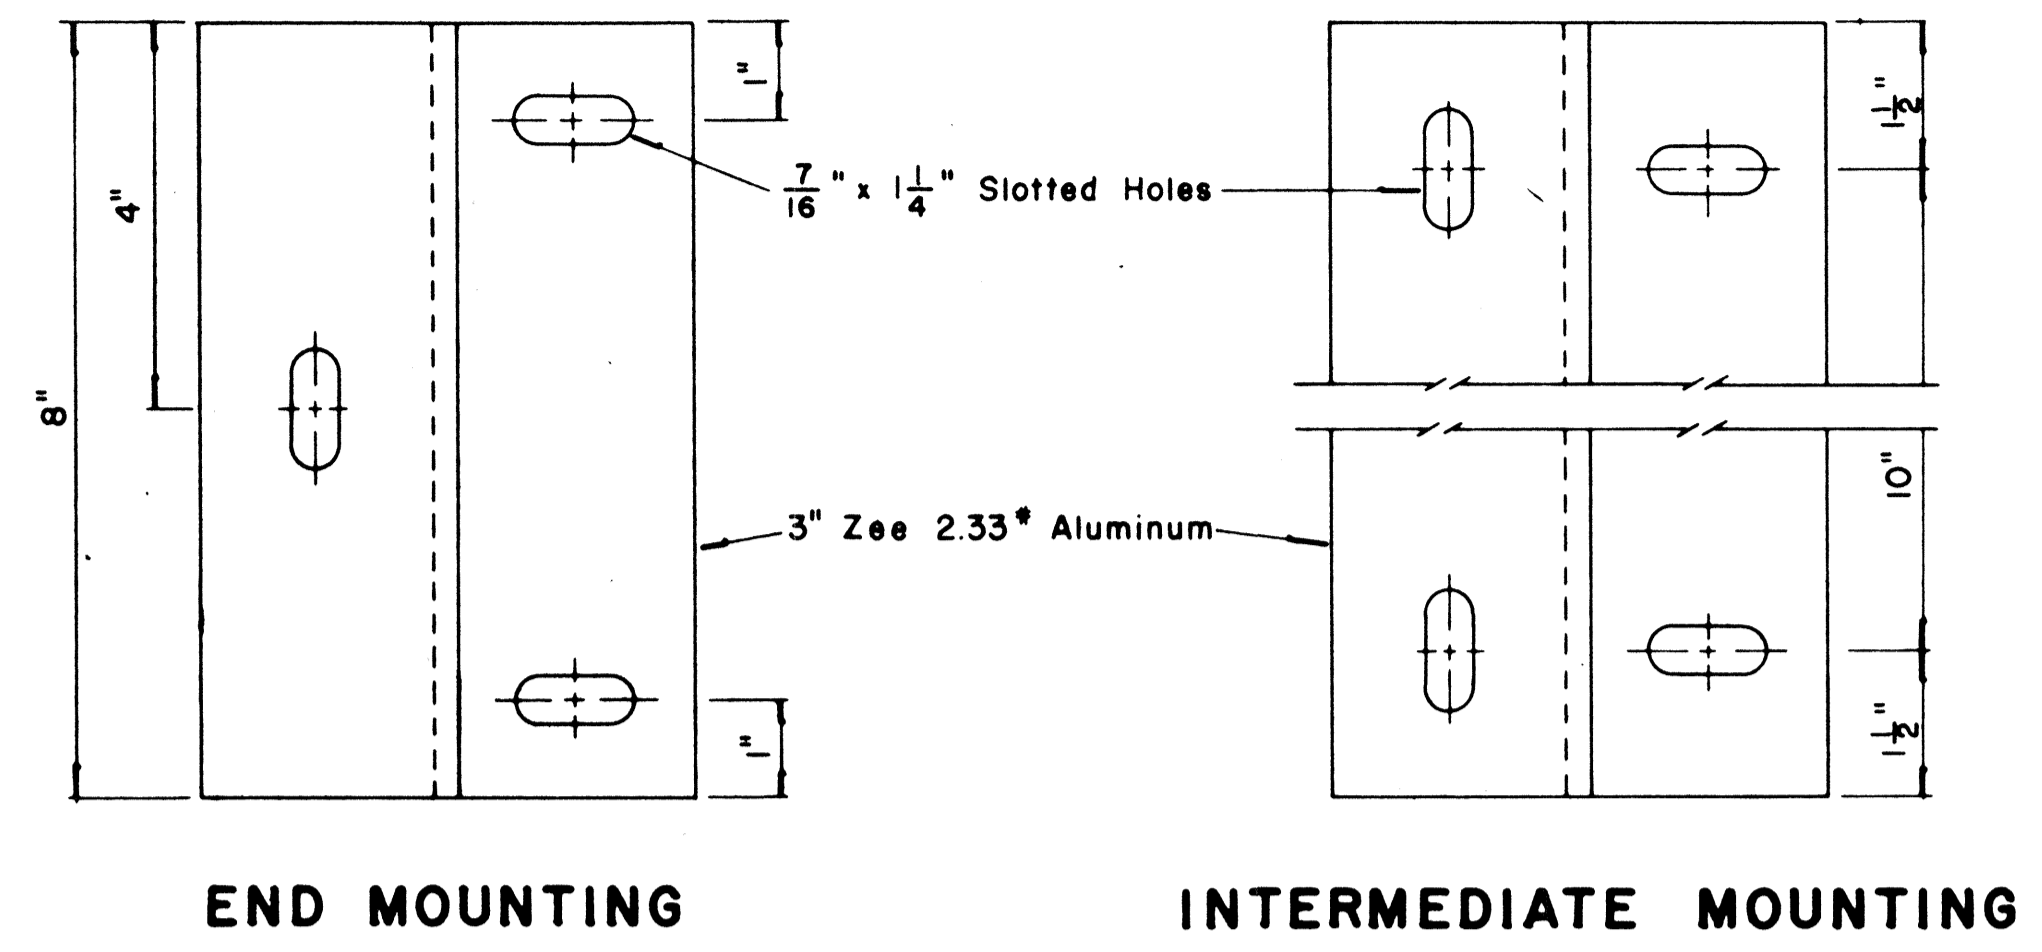 1"
1 1/2"
4"
7/16" x 1 1/4" Slotted Holes
8"
10"
3" Zee 2.33# Aluminum
1"
1 1/2"
END MOUNTING
INTERMEDIATE MOUNTING